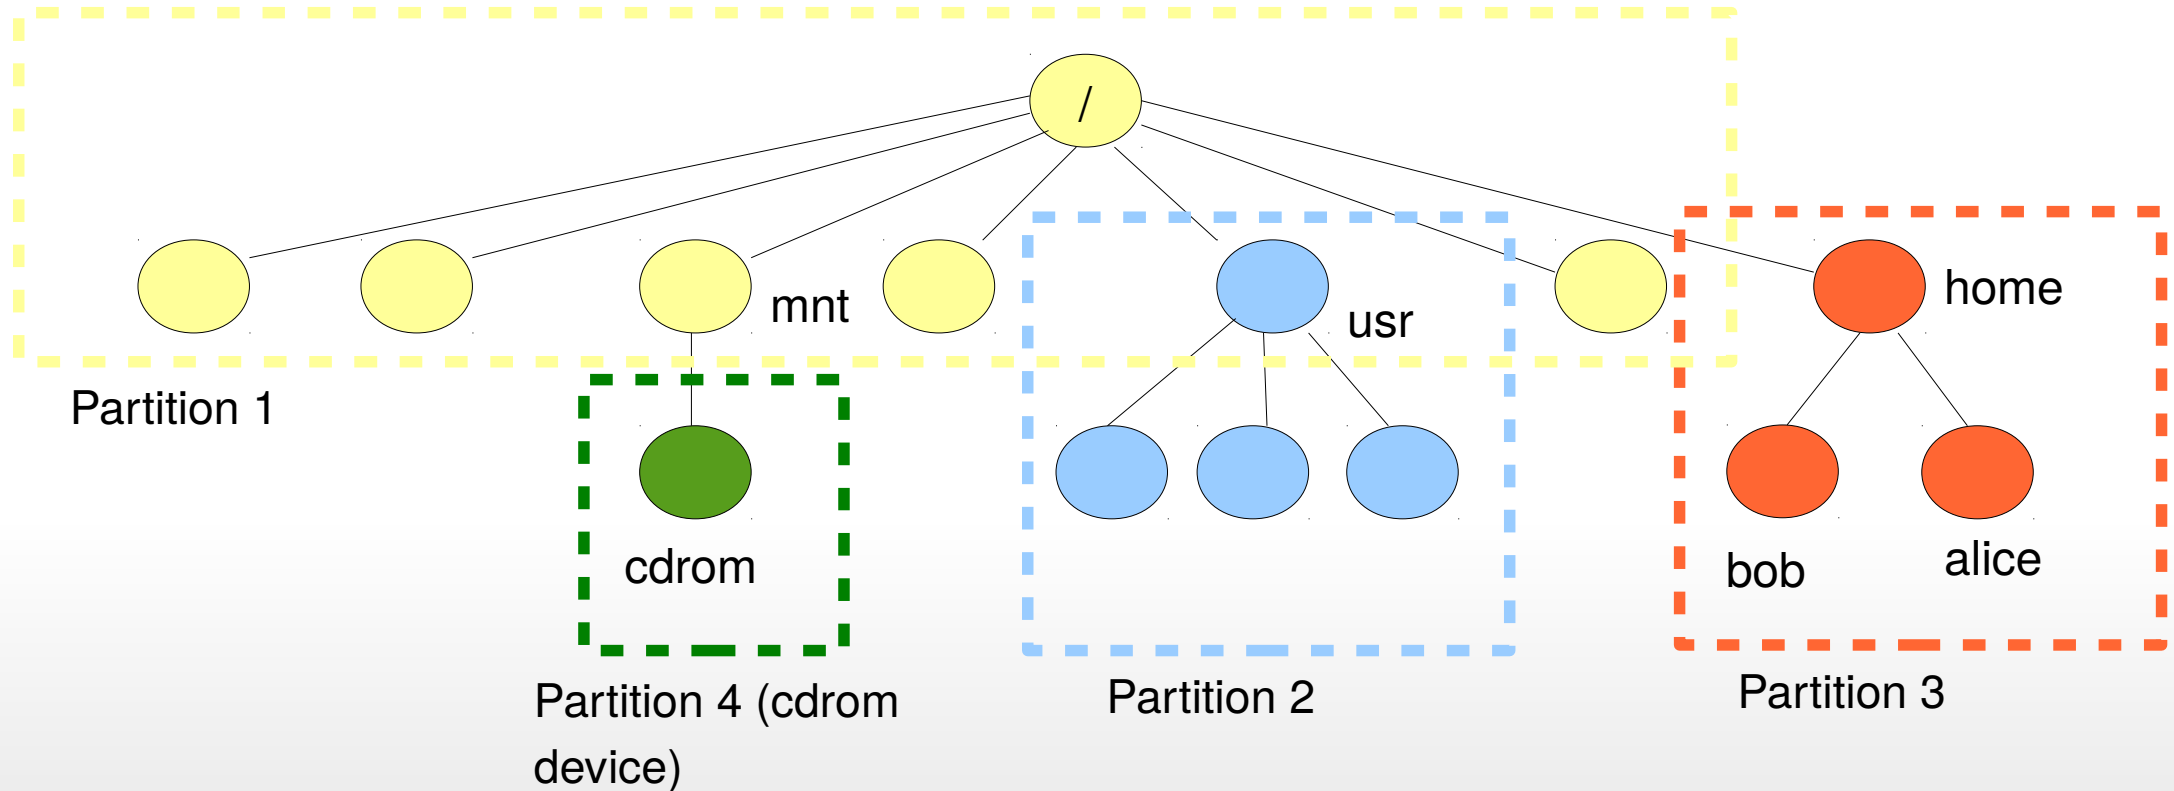 /
mnt
usr
home
Partition 1
cdrom
bob
alice
Partition 4 (cdrom
device)
Partition 2
Partition 3